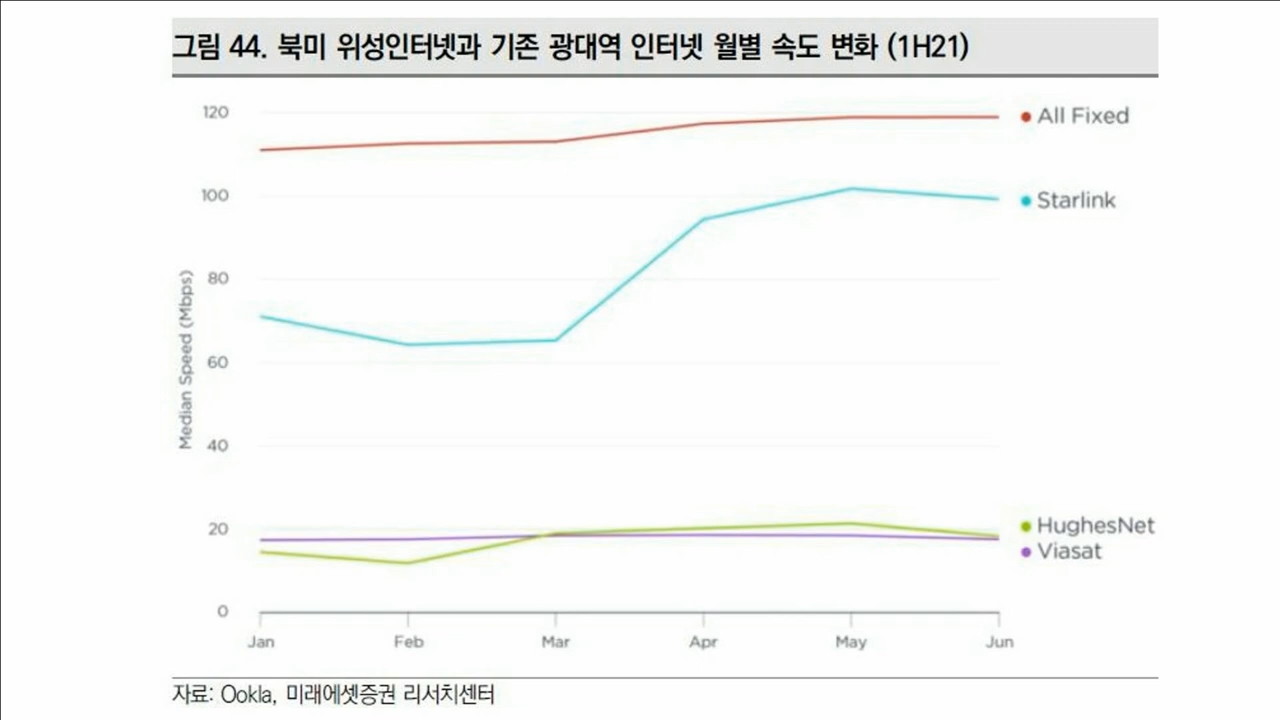 그림 44. 북미 위성인터넷과 기존 광대역 인터넷 월별 속도 변화 (1H21)
120
All Fixed
100
Starlink
80
Median Speed (Mbps)
60
40
20
HughesNet
Viasat
0
Jan Feb Mar Apr May Jun
자료: Ookla, 미래에셋증권 리서치센터